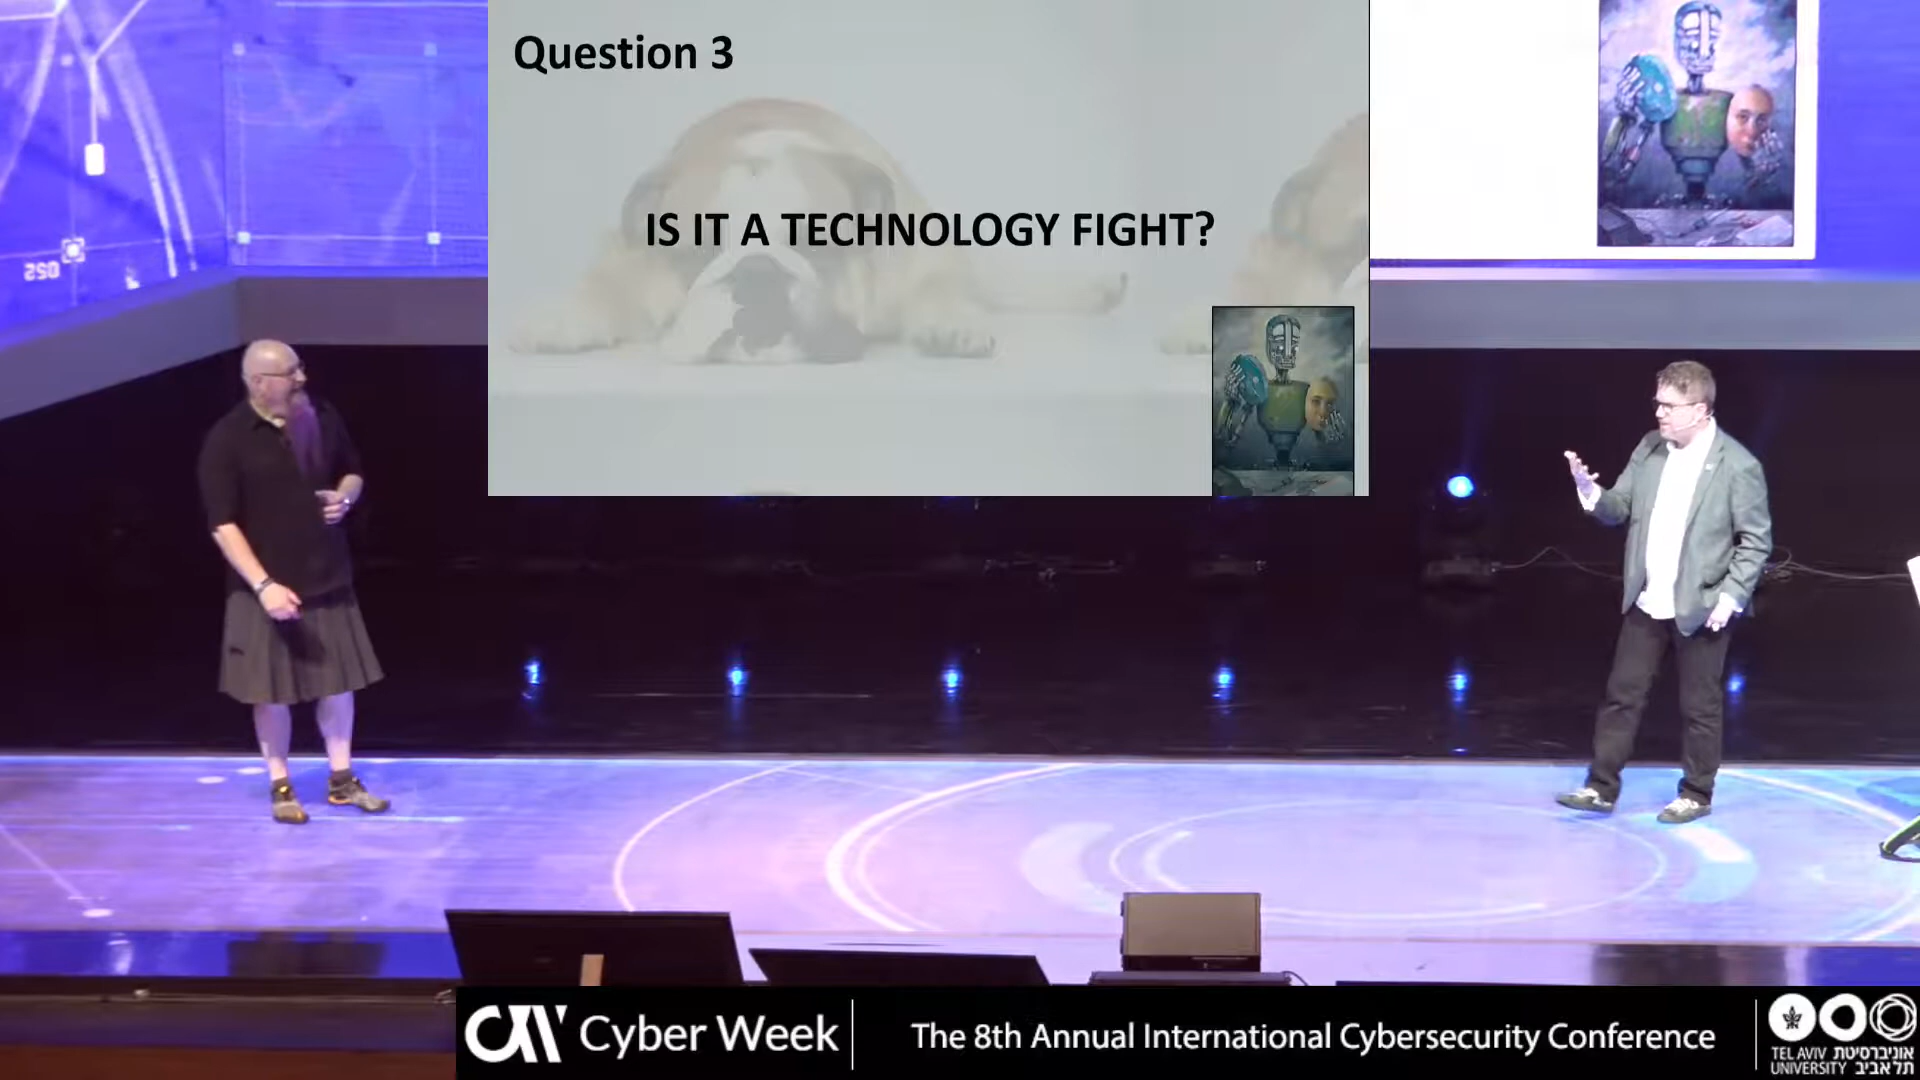 Question 3
IS IT A TECHNOLOGY FIGHT?
052
Cyber Week
The 8th Annual International Cybersecurity Conference
TEL AVIV אוניברסיטת
UNIVERSITY תל אביב